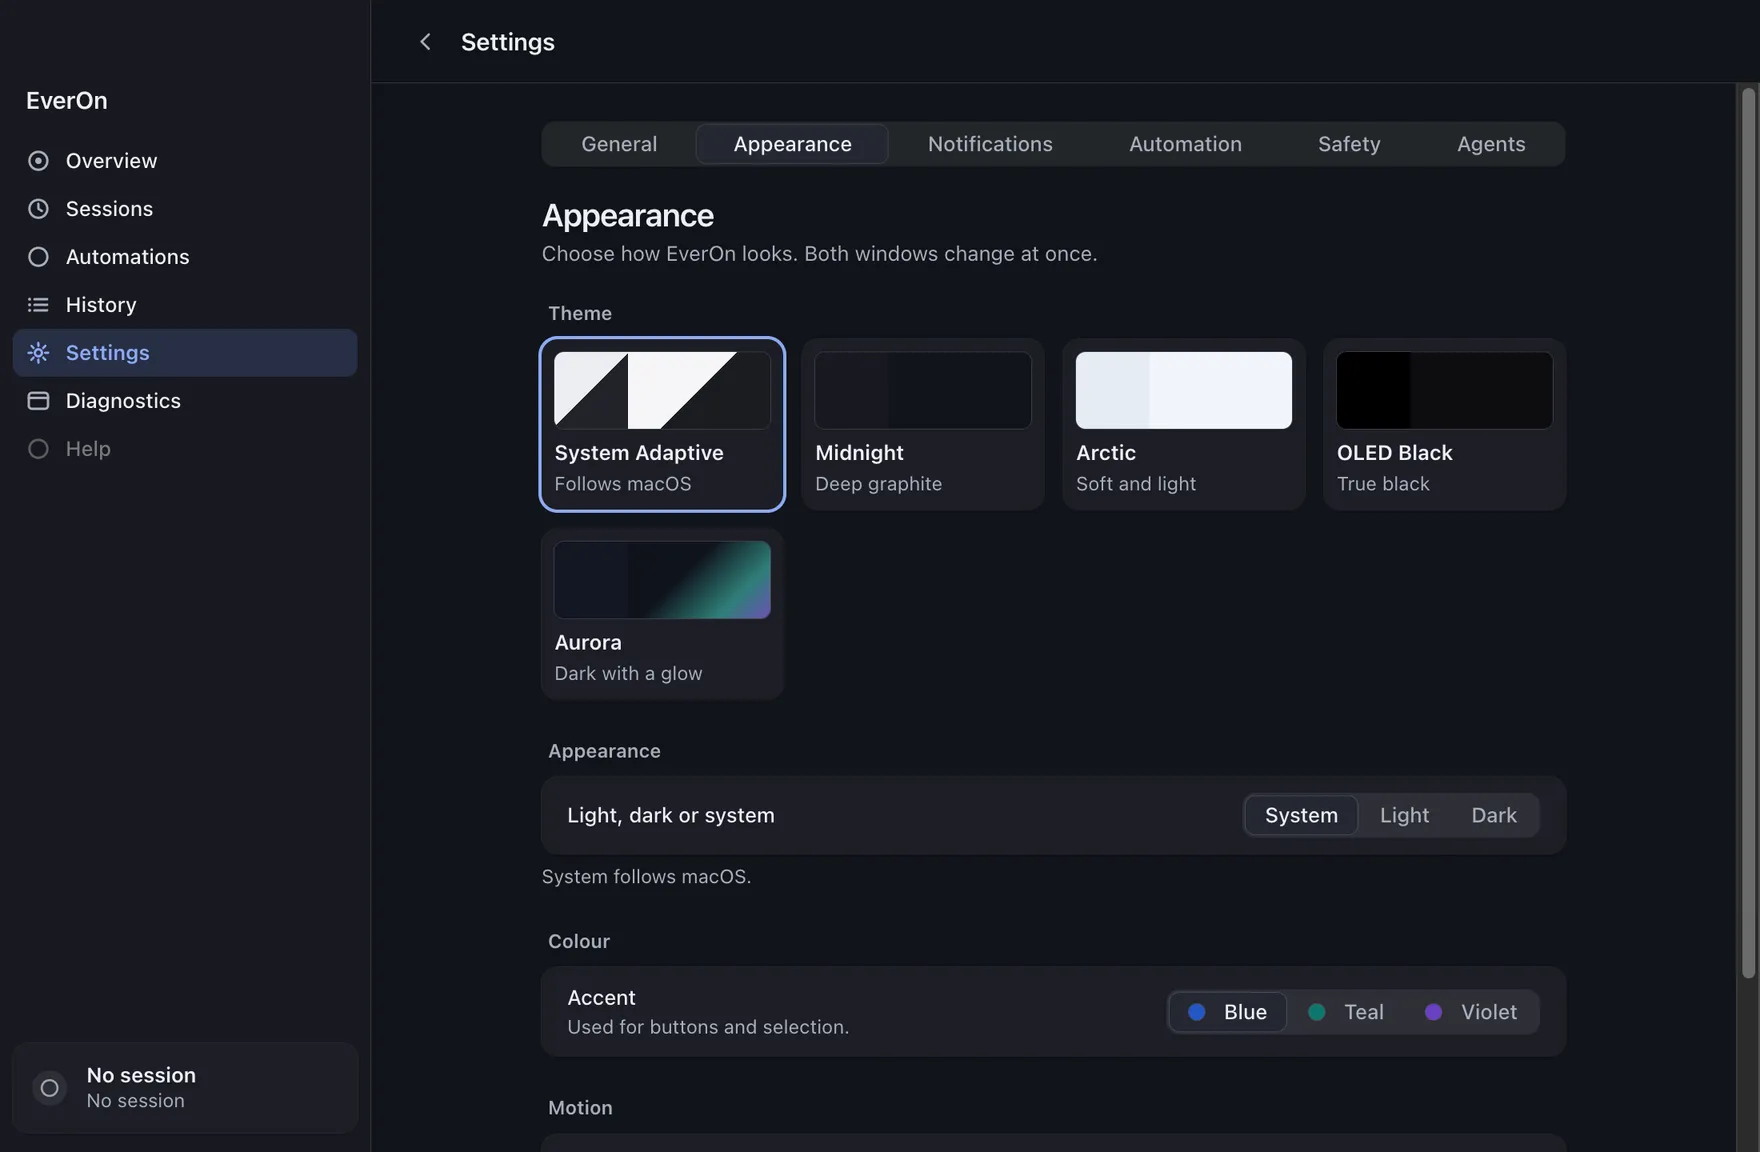 Settings
EverOn
Overview
Sessions
Automations
History
Settings
Diagnostics
Help
No session
No session
General
Appearance
Notifications
Automation
Safety
Agents
Appearance
Choose how EverOn looks. Both windows change at once.
Theme
System Adaptive
Follows macOS
Midnight
Deep graphite
Arctic
Soft and light
OLED Black
True black
Aurora
Dark with a glow
Appearance
Light, dark or system
System
Light
Dark
System follows macOS.
Colour
Accent
Used for buttons and selection.
Blue
Teal
Violet
Motion